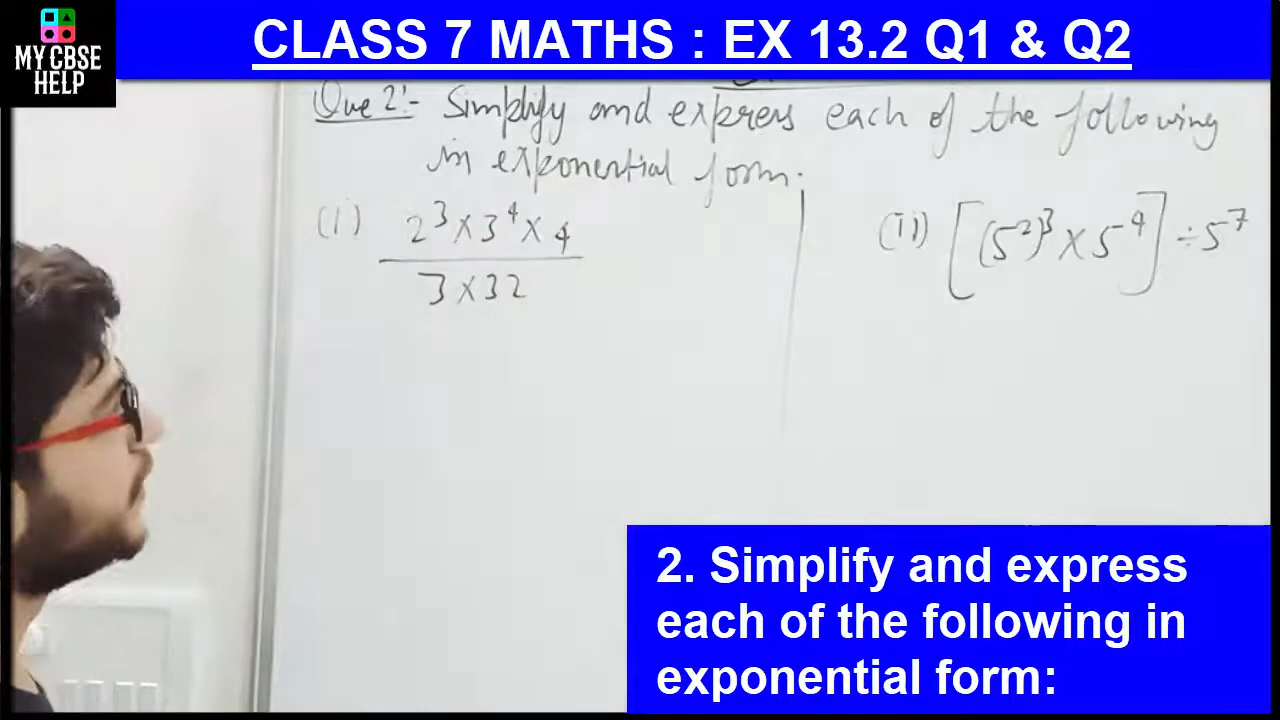 MY CBSE
HELP
CLASS 7 MATHS : EX 13.2 Q1 & Q2
Que 2:- Simplify and express each of the following
in exponential form.
(i) 2³ × 3⁴ × 4
3 × 32
(ii) [(5²)³ × 5⁴] ÷ 5⁷
2. Simplify and express
each of the following in
exponential form: